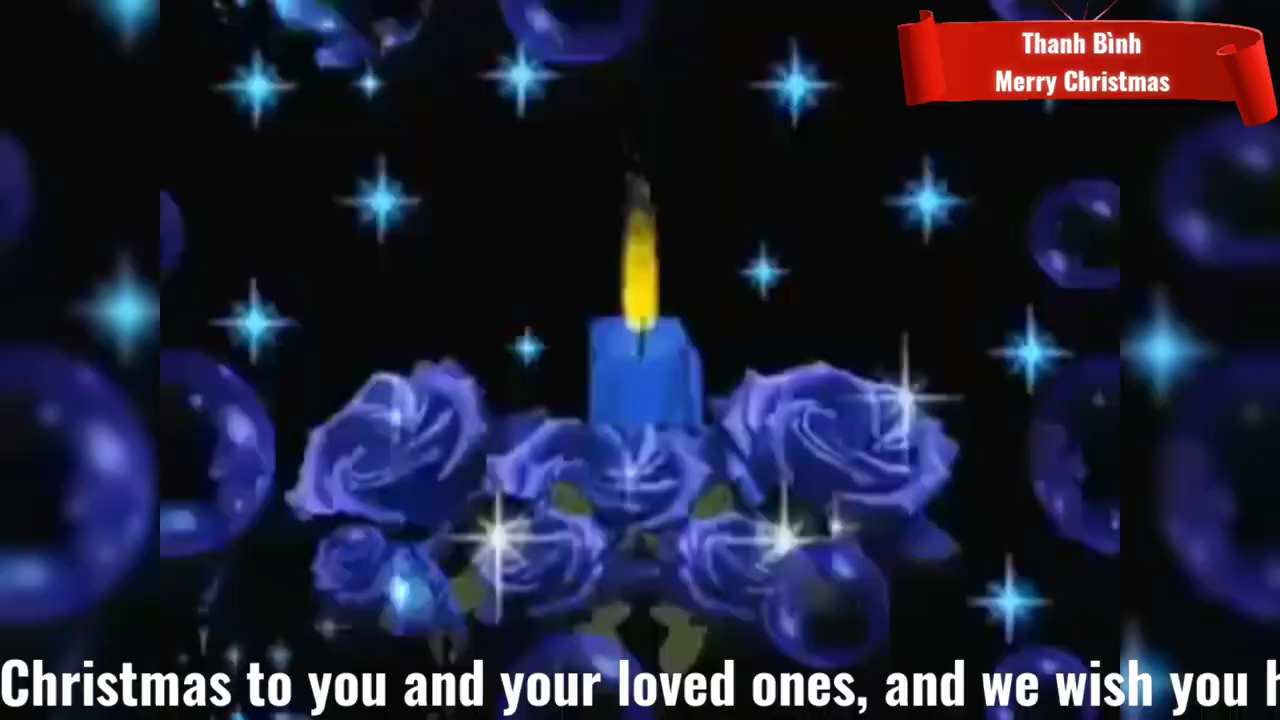 Thanh Bình
Merry Christmas
Christmas to you and your loved ones, and we wish you